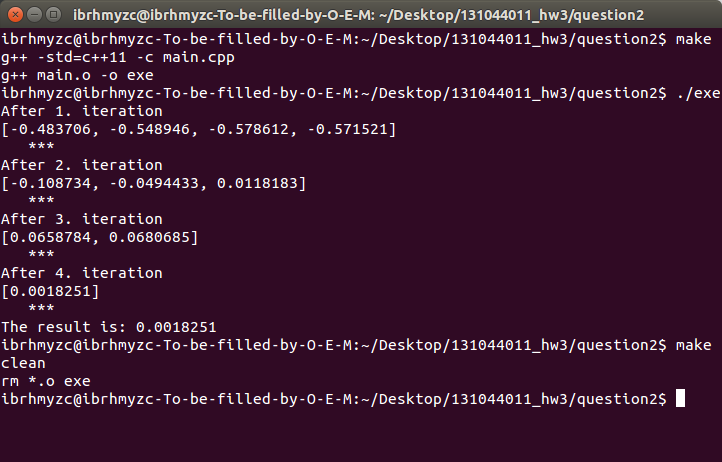 ibrhmyzc@ibrhmyzc-To-be-filled-by-O-E-M: ~/Desktop/131044011_hw3/question2
ibrhmyzc@ibrhmyzc-To-be-filled-by-O-E-M:~/Desktop/131044011_hw3/question2$ make
g++ -std=c++11 -c main.cpp
g++ main.o -o exe
ibrhmyzc@ibrhmyzc-To-be-filled-by-O-E-M:~/Desktop/131044011_hw3/question2$ ./exe
After 1. iteration
[-0.483706, -0.548946, -0.578612, -0.571521]
***
After 2. iteration
[-0.108734, -0.0494433, 0.0118183]
***
After 3. iteration
[0.0658784, 0.0680685]
***
After 4. iteration
[0.0018251]
***
The result is: 0.0018251
ibrhmyzc@ibrhmyzc-To-be-filled-by-O-E-M:~/Desktop/131044011_hw3/question2$ make
clean
rm *.o exe
ibrhmyzc@ibrhmyzc-To-be-filled-by-O-E-M:~/Desktop/131044011_hw3/question2$